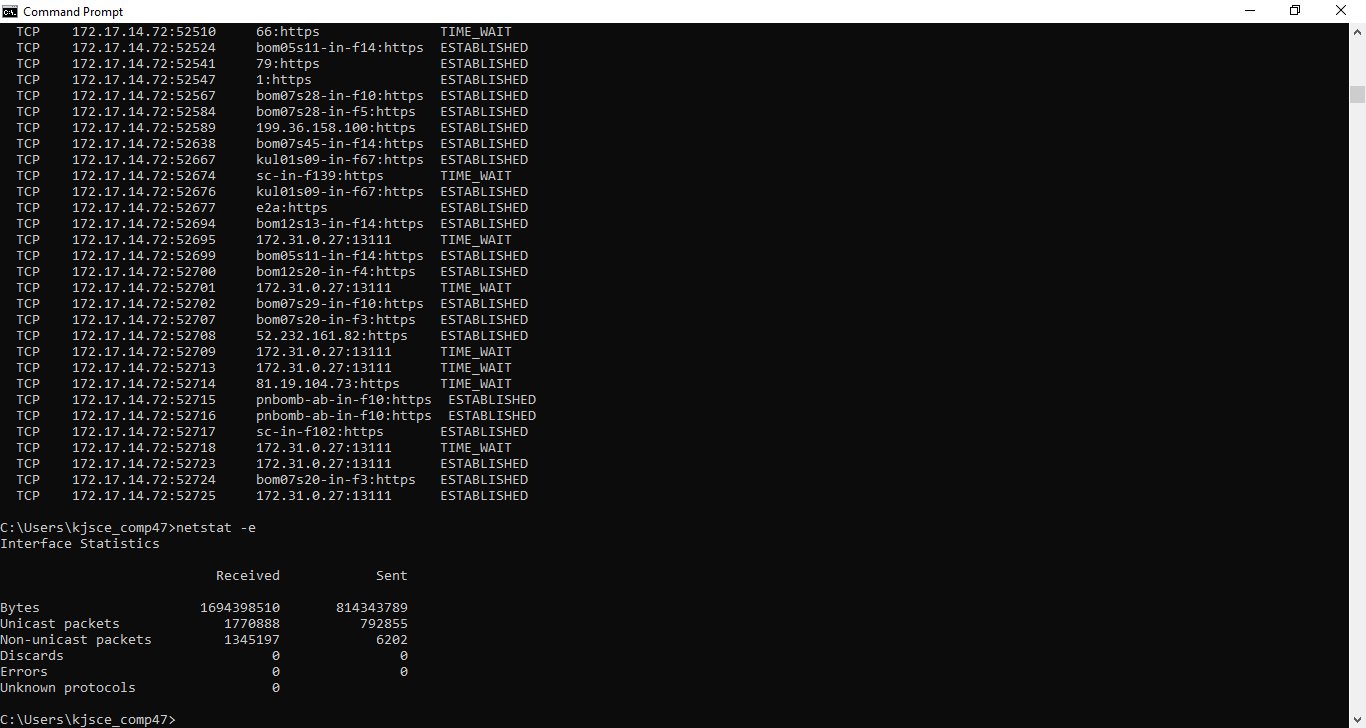 Command Prompt
TCP 172.17.14.72:52510 66:https TIME_WAIT
TCP 172.17.14.72:52524 bom05s11-in-f14:https ESTABLISHED
TCP 172.17.14.72:52541 79:https ESTABLISHED
TCP 172.17.14.72:52547 1:https ESTABLISHED
TCP 172.17.14.72:52567 bom07s28-in-f10:https ESTABLISHED
TCP 172.17.14.72:52584 bom07s28-in-f5:https ESTABLISHED
TCP 172.17.14.72:52589 199.36.158.100:https ESTABLISHED
TCP 172.17.14.72:52638 bom07s45-in-f14:https ESTABLISHED
TCP 172.17.14.72:52667 kul01s09-in-f67:https ESTABLISHED
TCP 172.17.14.72:52674 sc-in-f139:https TIME_WAIT
TCP 172.17.14.72:52676 kul01s09-in-f67:https ESTABLISHED
TCP 172.17.14.72:52677 e2a:https ESTABLISHED
TCP 172.17.14.72:52694 bom12s13-in-f14:https ESTABLISHED
TCP 172.17.14.72:52695 172.31.0.27:13111 TIME_WAIT
TCP 172.17.14.72:52699 bom05s11-in-f14:https ESTABLISHED
TCP 172.17.14.72:52700 bom12s20-in-f4:https ESTABLISHED
TCP 172.17.14.72:52701 172.31.0.27:13111 TIME_WAIT
TCP 172.17.14.72:52702 bom07s29-in-f10:https ESTABLISHED
TCP 172.17.14.72:52707 bom07s20-in-f3:https ESTABLISHED
TCP 172.17.14.72:52708 52.232.161.82:https ESTABLISHED
TCP 172.17.14.72:52709 172.31.0.27:13111 TIME_WAIT
TCP 172.17.14.72:52713 172.31.0.27:13111 TIME_WAIT
TCP 172.17.14.72:52714 81.19.104.73:https TIME_WAIT
TCP 172.17.14.72:52715 pnbomb-ab-in-f10:https ESTABLISHED
TCP 172.17.14.72:52716 pnbomb-ab-in-f10:https ESTABLISHED
TCP 172.17.14.72:52717 sc-in-f102:https ESTABLISHED
TCP 172.17.14.72:52718 172.31.0.27:13111 TIME_WAIT
TCP 172.17.14.72:52723 172.31.0.27:13111 ESTABLISHED
TCP 172.17.14.72:52724 bom07s20-in-f3:https ESTABLISHED
TCP 172.17.14.72:52725 172.31.0.27:13111 ESTABLISHED
C:\Users\kjsce_comp47>netstat -e
Interface Statistics
Received Sent
Bytes 1694398510 814343789
Unicast packets 1770888 792855
Non-unicast packets 1345197 6202
Discards 0 0
Errors 0 0
Unknown protocols 0
C:\Users\kjsce_comp47>